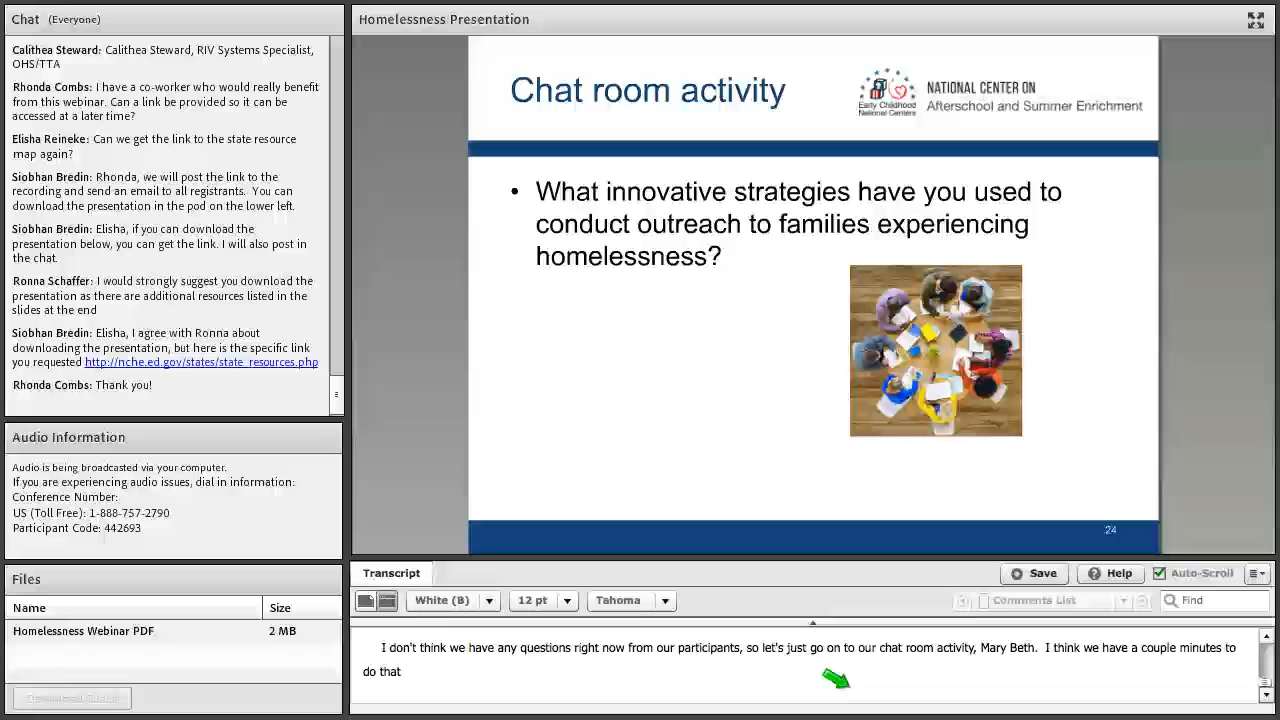 Chat (Everyone)
Calithea Steward: Calithea Steward, RIV Systems Specialist,
OHS/TTA
Rhonda Combs: I have a co-worker who would really benefit
from this webinar. Can a link be provided so it can be
accessed at a later time?
Elisha Reineke: Can we get the link to the state resource
map again?
Siobhan Bredin: Rhonda, we will post the link to the
recording and send an email to all registrants. You can
download the presentation in the pod on the lower left.
Siobhan Bredin: Elisha, if you can download the
presentation below, you can get the link. I will also post in
the chat.
Ronna Schaffer: I would strongly suggest you download the
presentation as there are additional resources listed in the
slides at the end
Siobhan Bredin: Elisha, I agree with Ronna about
downloading the presentation, but here is the specific link
you requested http://nche.ed.gov/states/state_resources.php
Rhonda Combs: Thank you!
Audio Information
Audio is being broadcasted via your computer.
If you are experiencing audio issues, dial in information:
Conference Number:
US (Toll Free): 1-888-757-2790
Participant Code: 442693
Files
Name Size
Homelessness Webinar PDF 2 MB
Homelessness Presentation
Chat room activity
Early Childhood
National Centers
NATIONAL CENTER ON
Afterschool and Summer Enrichment
• What innovative strategies have you used to
conduct outreach to families experiencing
homelessness?
24
Transcript
Save Help Auto-Scroll
White (B) 12 pt Tahoma Comments List Find
I don't think we have any questions right now from our participants, so let's just go on to our chat room activity, Mary Beth. I think we have a couple minutes to
do that